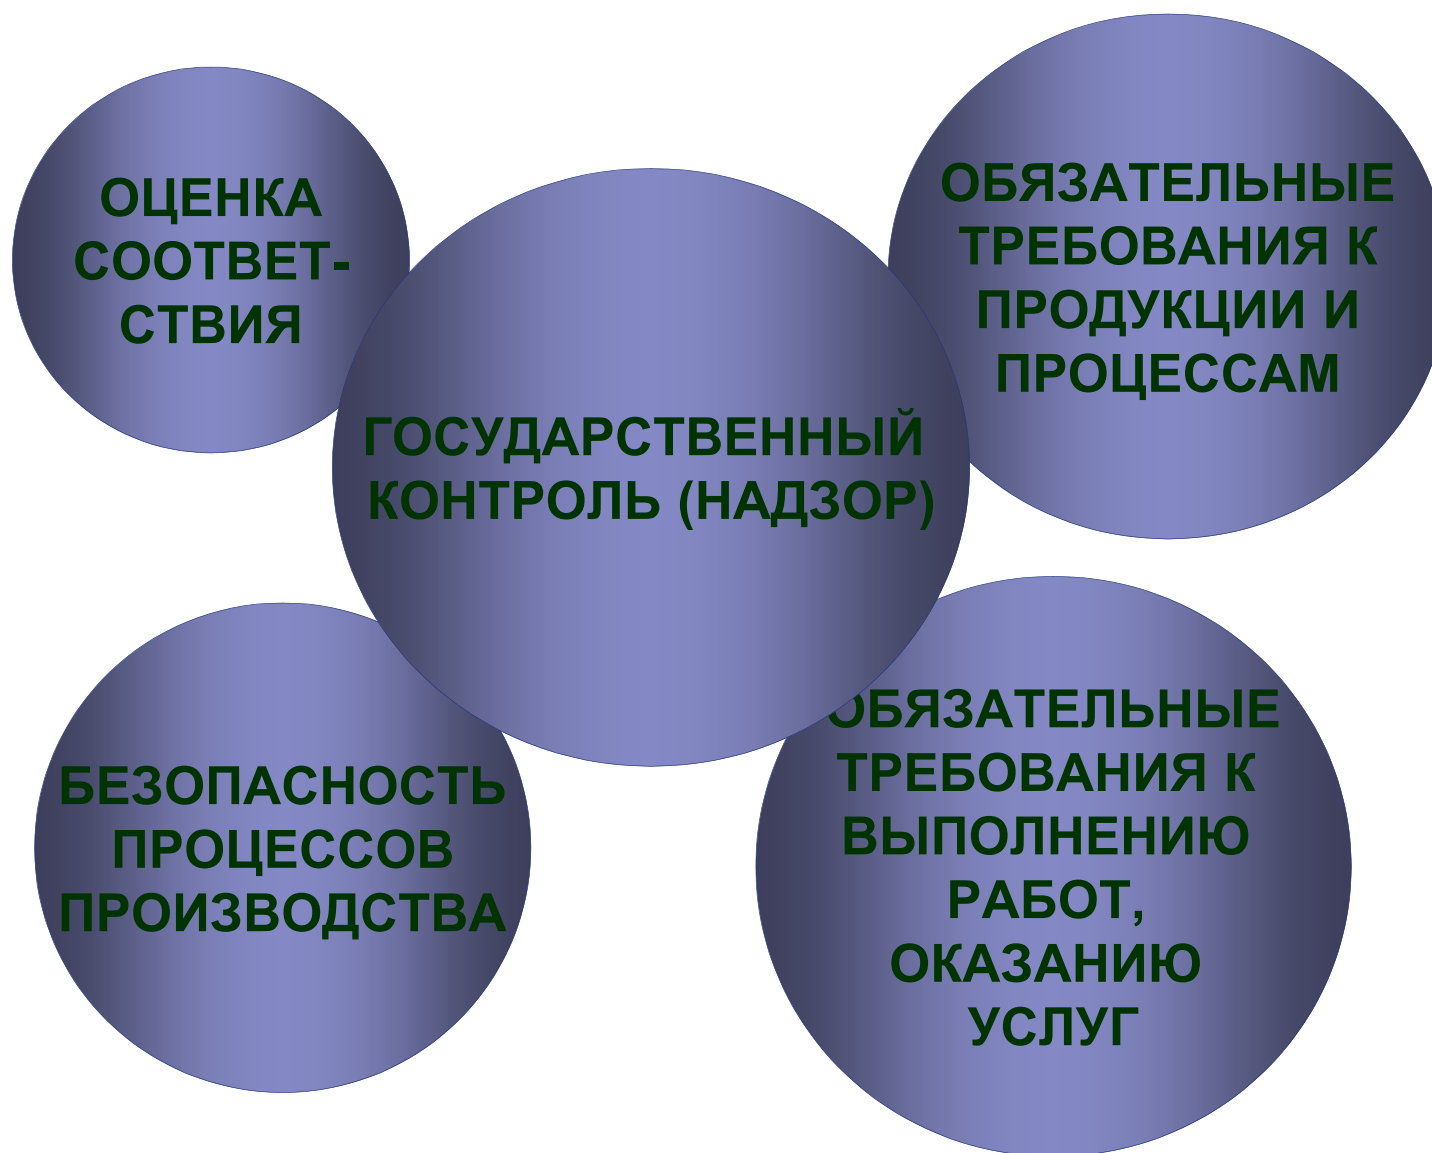 ОЦЕНКА
СООТВЕТ-
СТВИЯ
ОБЯЗАТЕЛЬНЫЕ
ТРЕБОВАНИЯ К
ПРОДУКЦИИ И
ПРОЦЕССАМ
ГОСУДАРСТВЕННЫЙ
КОНТРОЛЬ (НАДЗОР)
БЕЗОПАСНОСТЬ
ПРОЦЕССОВ
ПРОИЗВОДСТВА
ОБЯЗАТЕЛЬНЫЕ
ТРЕБОВАНИЯ К
ВЫПОЛНЕНИЮ
РАБОТ,
ОКАЗАНИЮ
УСЛУГ